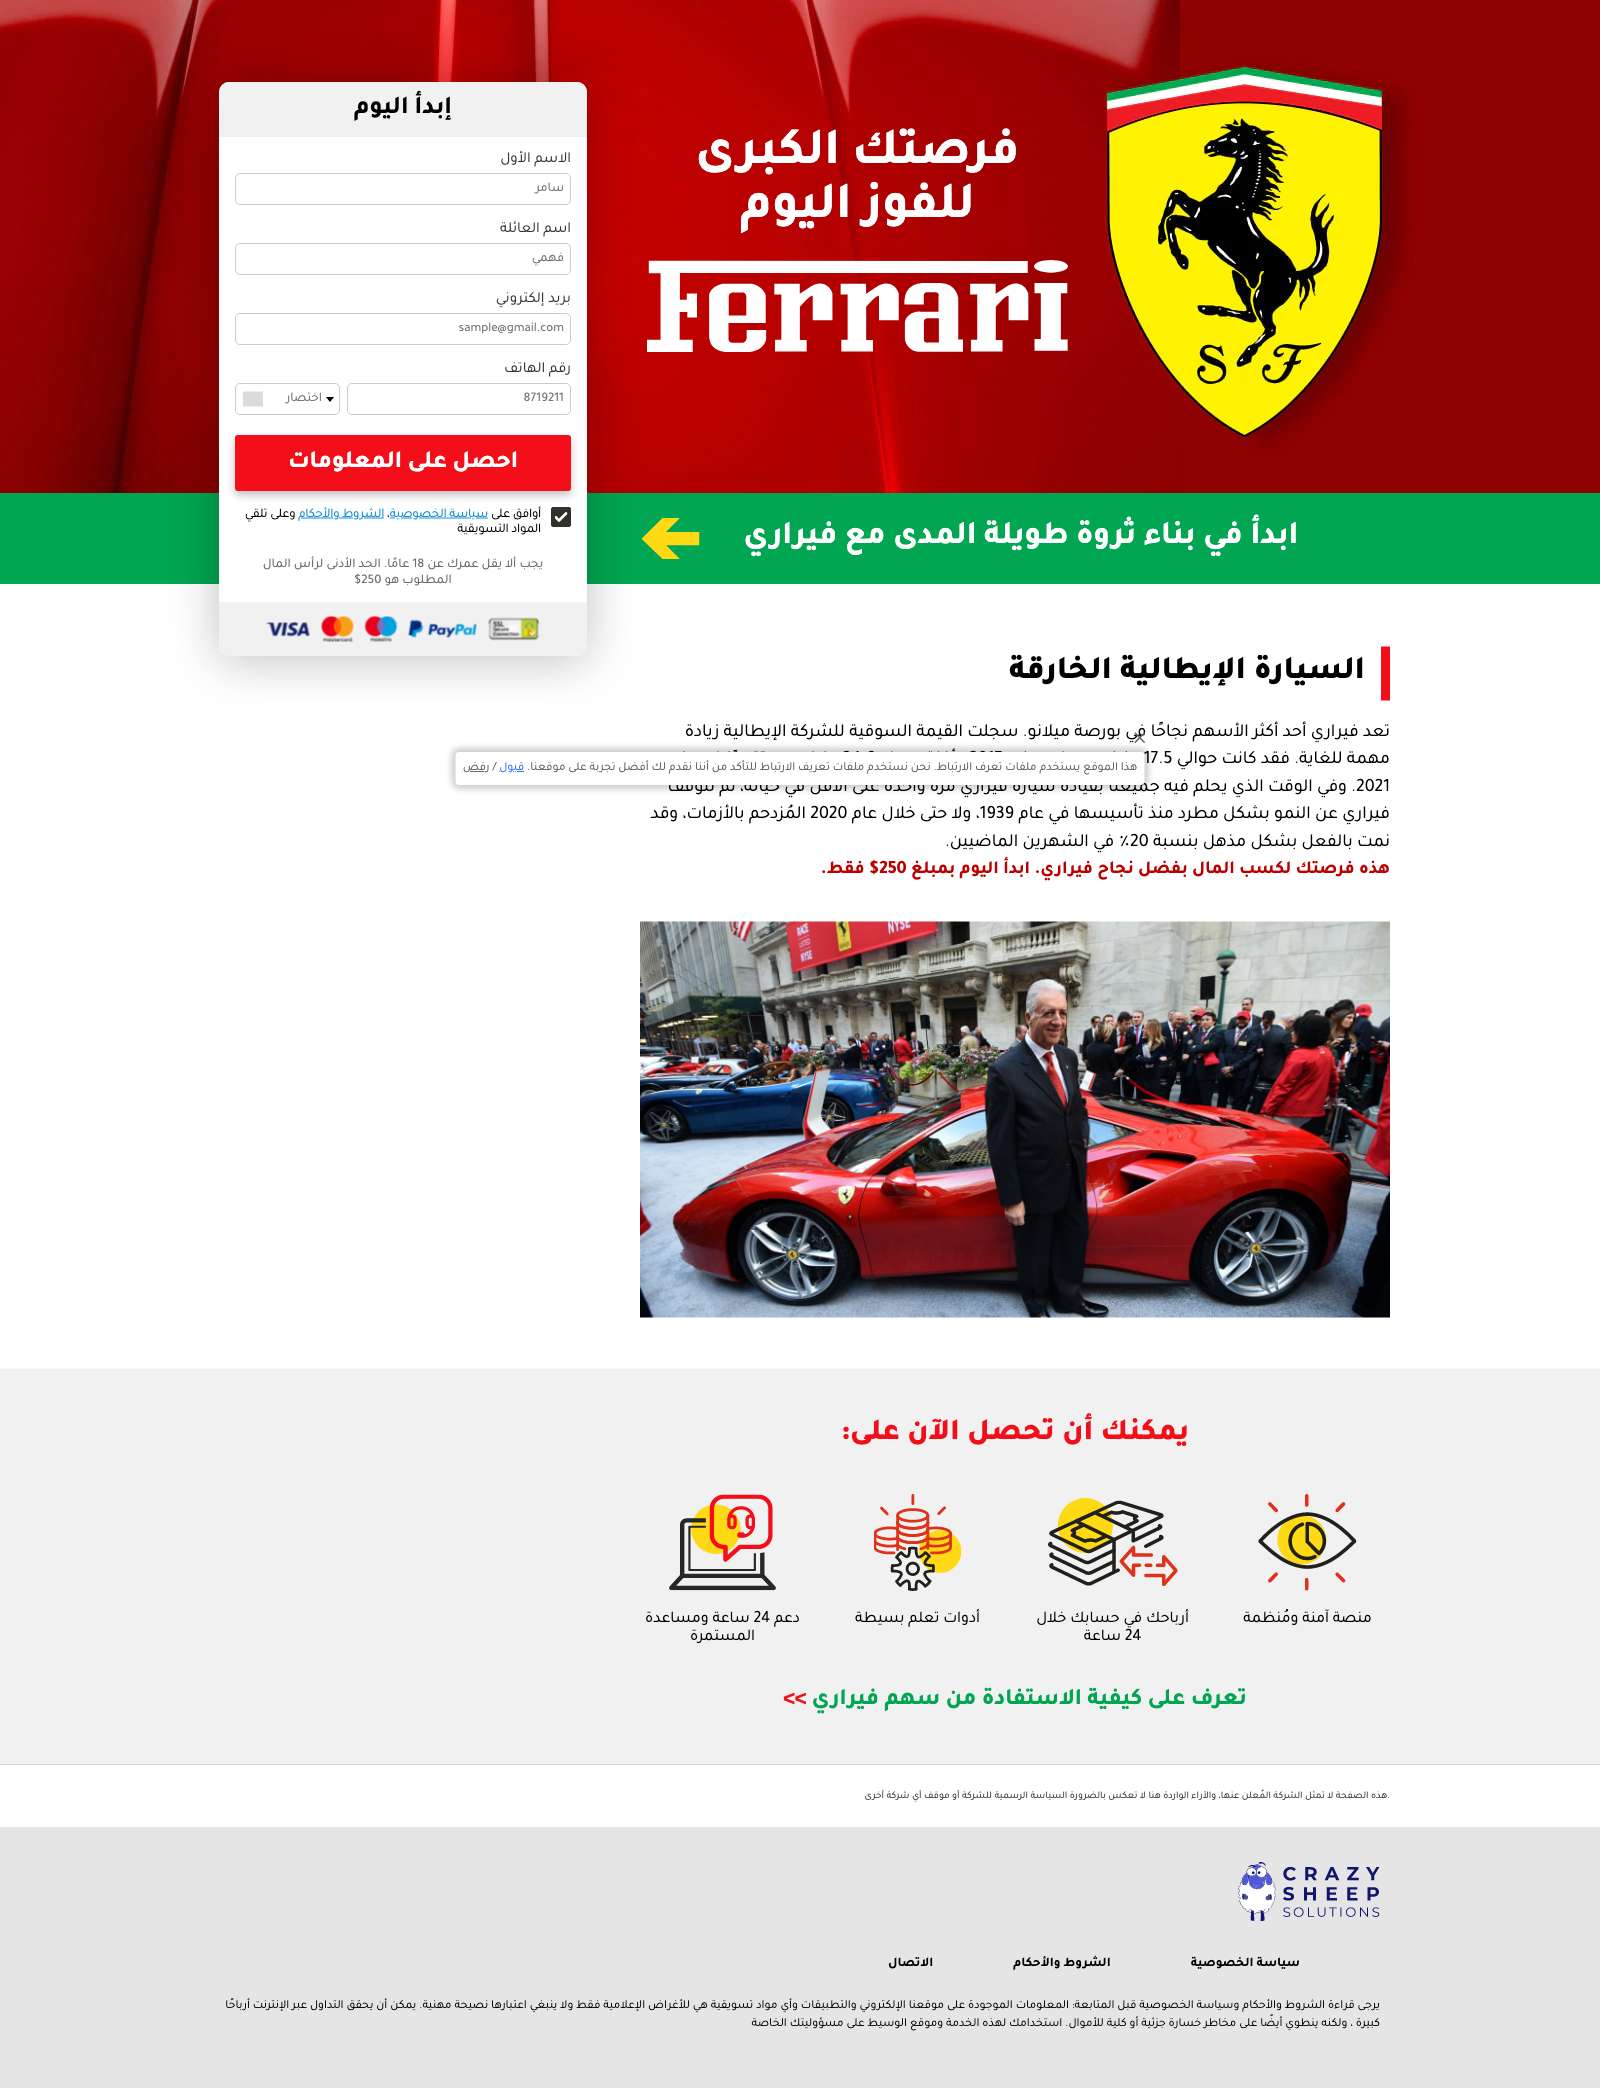 فرصتك الكبرى
للفوز اليوم
Ferrari
S F
إبدأ اليوم
الاسم الأول
سامر
اسم العائلة
فهمي
بريد إلكتروني
sample@gmail.com
رقم الهاتف
8719211
اختصار
احصل على المعلومات
أوافق على سياسة الخصوصية، الشروط والأحكام وعلى تلقي
المواد التسويقية
يجب ألا يقل عمرك عن 18 عامًا. الحد الأدنى لرأس المال
المطلوب هو 250$
VISA mastercard maestro PayPal SSL Secure Connection
ابدأ في بناء ثروة طويلة المدى مع فيراري
السيارة الإيطالية الخارقة
تعد فيراري أحد أكثر الأسهم نجاحًا في بورصة ميلانو. سجلت القيمة السوقية للشركة الإيطالية زيادة
مهمة للغاية. فقد كانت حوالي 17.5
هذا الموقع يستخدم ملفات تعرف الارتباط. نحن نستخدم ملفات تعريف الارتباط للتأكد من أننا نقدم لك أفضل تجربة على موقعنا. قبول / رفض
2021. وفي الوقت الذي يحلم فيه جميعنا بقيادة سيارة فيراري مرة واحدة على الأقل في حياته، لم تتوقف
فيراري عن النمو بشكل مطرد منذ تأسيسها في عام 1939، ولا حتى خلال عام 2020 المُزدحم بالأزمات، وقد
نمت بالفعل بشكل مذهل بنسبة 20٪ في الشهرين الماضيين.
هذه فرصتك لكسب المال بفضل نجاح فيراري. ابدأ اليوم بمبلغ 250$ فقط.
RACE
NYSE
يمكنك أن تحصل الآن على:
منصة آمنة ومُنظمة
أرباحك في حسابك خلال
24 ساعة
أدوات تعلم بسيطة
دعم 24 ساعة ومساعدة
المستمرة
تعرف على كيفية الاستفادة من سهم فيراري >>
.هذه الصفحة لا تمثل الشركة المُعلن عنها، والآراء الواردة هنا لا تعكس بالضرورة السياسة الرسمية للشركة أو موقف أي شركة أخرى
CRAZY
SHEEP
SOLUTIONS
سياسة الخصوصية
الشروط والأحكام
الاتصال
يرجى قراءة الشروط والأحكام وسياسة الخصوصية قبل المتابعة: المعلومات الموجودة على موقعنا الإلكتروني والتطبيقات وأي مواد تسويقية هي للأغراض الإعلامية فقط ولا ينبغي اعتبارها نصيحة مهنية. يمكن أن يحقق التداول عبر الإنترنت أرباحًا
كبيرة ، ولكنه ينطوي أيضًا على مخاطر خسارة جزئية أو كلية للأموال. استخدامك لهذه الخدمة وموقع الوسيط على مسؤوليتك الخاصة